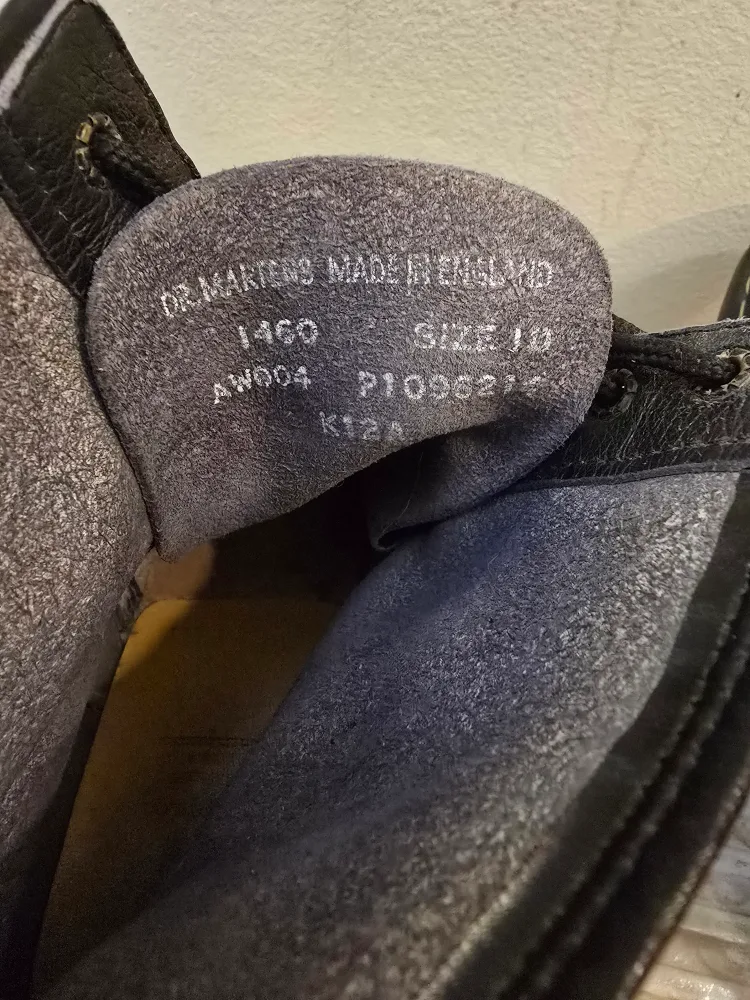 DR.MARTENS MADE IN ENGLAND
1460 SIZE 10
AW004
K12A